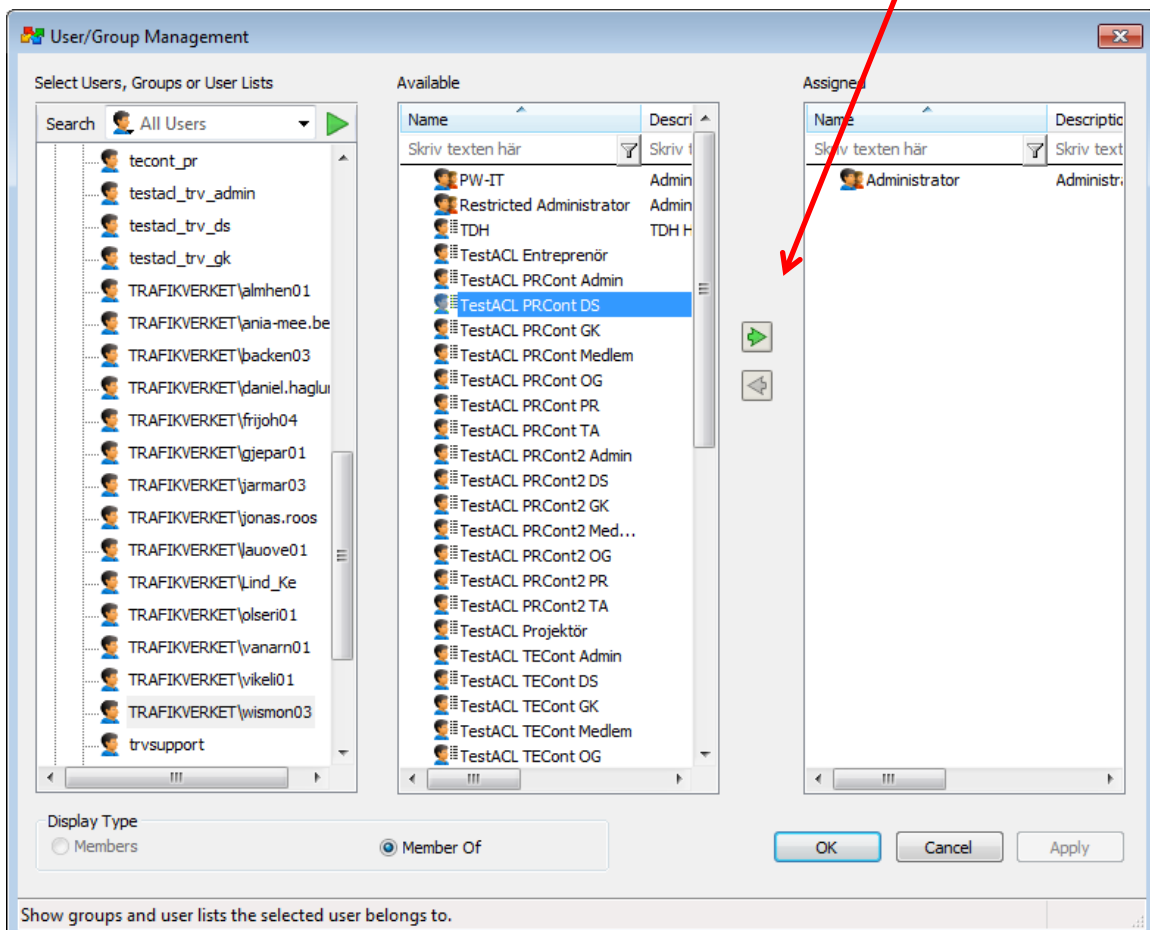 User/Group Management
Select Users, Groups or User Lists
Search All Users
tecont_pr
testacl_trv_admin
testacl_trv_ds
testacl_trv_gk
TRAFIKVERKET\almhen01
TRAFIKVERKET\ania-mee.be
TRAFIKVERKET\backen03
TRAFIKVERKET\daniel.haglu
TRAFIKVERKET\frijoh04
TRAFIKVERKET\gjepar01
TRAFIKVERKET\jarmar03
TRAFIKVERKET\jonas.roos
TRAFIKVERKET\lauove01
TRAFIKVERKET\Lind_Ke
TRAFIKVERKET\olseri01
TRAFIKVERKET\vanarn01
TRAFIKVERKET\vikeli01
TRAFIKVERKET\wismon03
trvsupport
Available
Name Descri
Skriv texten här Skriv t
PW-IT Admin
Restricted Administrator Admin
TDH TDH H
TestACL Entreprenör
TestACL PRCont Admin
TestACL PRCont DS
TestACL PRCont GK
TestACL PRCont Medlem
TestACL PRCont OG
TestACL PRCont PR
TestACL PRCont TA
TestACL PRCont2 Admin
TestACL PRCont2 DS
TestACL PRCont2 GK
TestACL PRCont2 Med...
TestACL PRCont2 OG
TestACL PRCont2 PR
TestACL PRCont2 TA
TestACL Projektör
TestACL TECont Admin
TestACL TECont DS
TestACL TECont GK
TestACL TECont Medlem
TestACL TECont OG
Assigned
Name Descriptic
Skriv texten här Skriv text
Administrator Administra
Display Type
Members Member Of
OK Cancel Apply
Show groups and user lists the selected user belongs to.